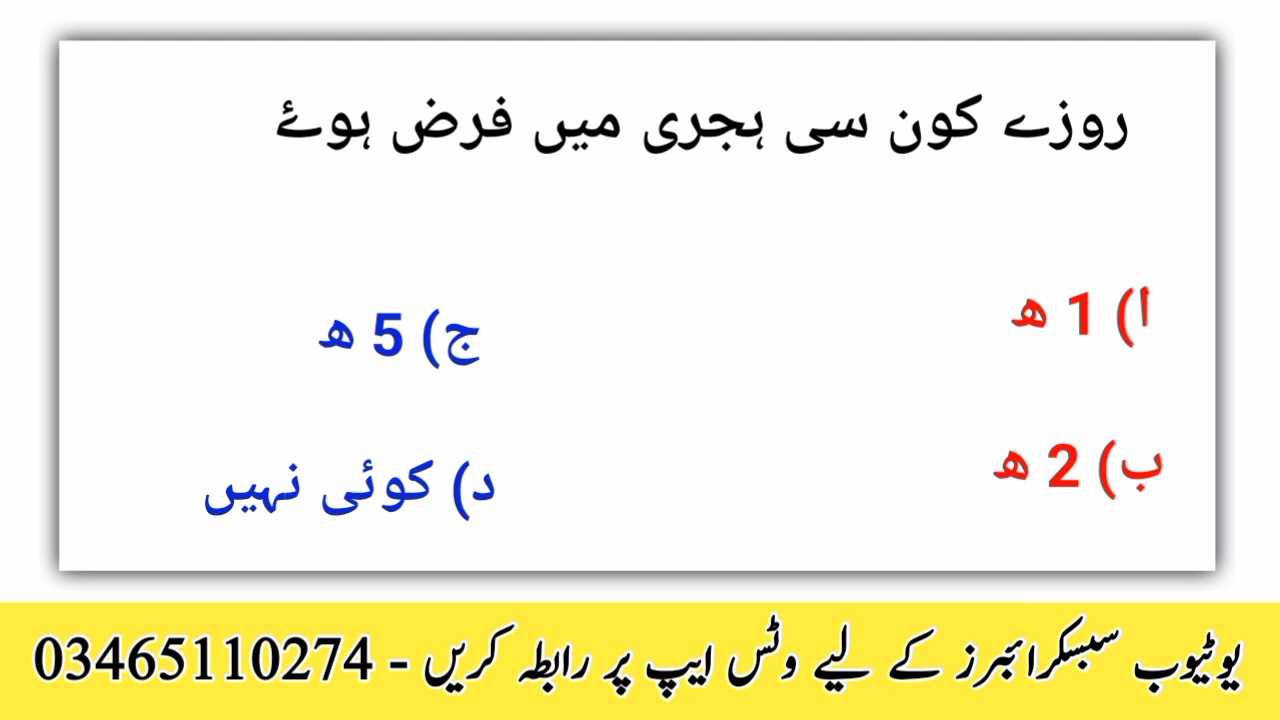 روزے کون سی ہجری میں فرض ہوۓ
ا) 1 ھ
ب) 2 ھ
ج) 5 ھ
د) کوئی نہیں
یوٹیوب سبسکرائبرز کے لیے وٹس ایپ پر رابطہ کریں - 03465110274